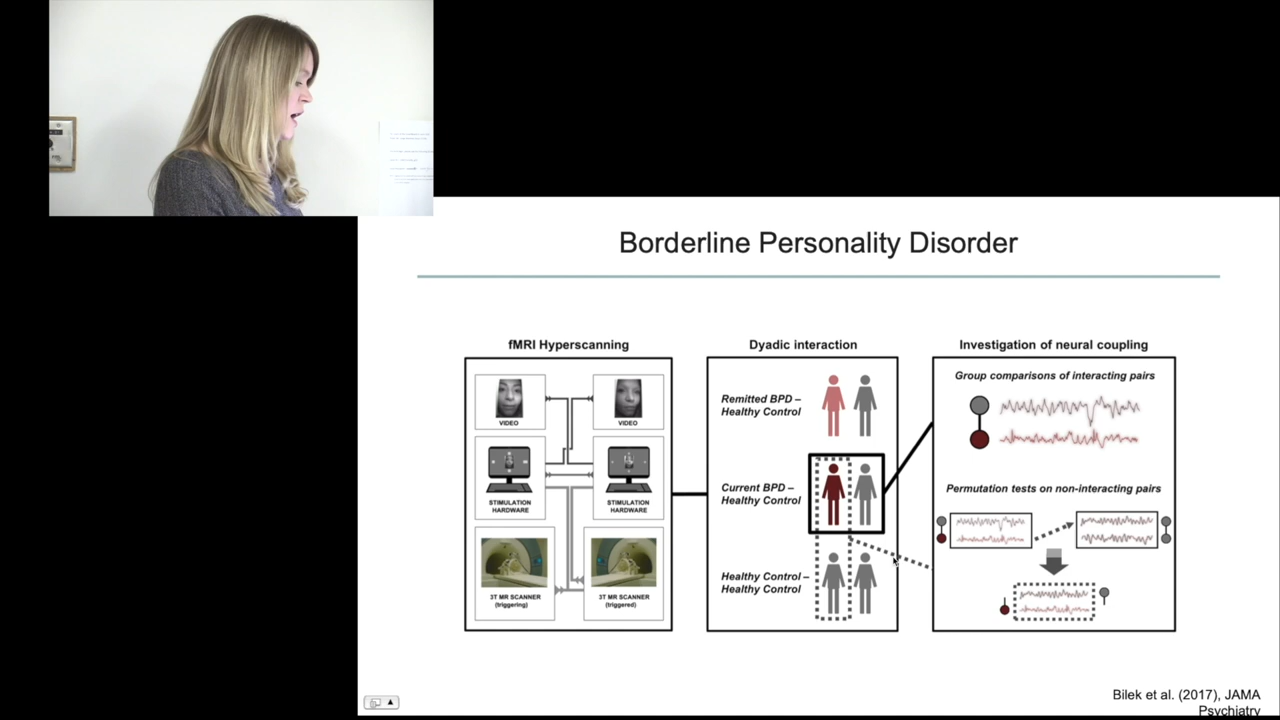 Borderline Personality Disorder
fMRI Hyperscanning
VIDEO
VIDEO
STIMULATION
HARDWARE
STIMULATION
HARDWARE
3T MR SCANNER
(triggering)
3T MR SCANNER
(triggered)
Dyadic interaction
Remitted BPD –
Healthy Control
Current BPD –
Healthy Control
Healthy Control –
Healthy Control
Investigation of neural coupling
Group comparisons of interacting pairs
Permutation tests on non-interacting pairs
Bilek et al. (2017), JAMA
Psychiatry